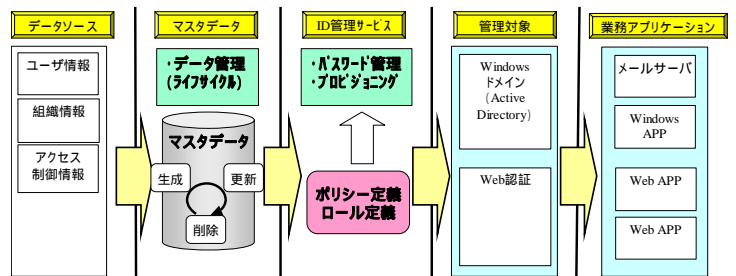 データソース
マスタデータ
ID管理サービス
管理対象
業務アプリケーション
ユーザ情報
組織情報
アクセス
制御情報
・データ管理
(ライフサイクル)
マスタデータ
生成
更新
削除
・パスワード管理
・プロビジョニング
ポリシー定義
ロール定義
Windows
ドメイン
(Active
Directory)
Web認証
メールサーバ
Windows
APP
Web APP
Web APP